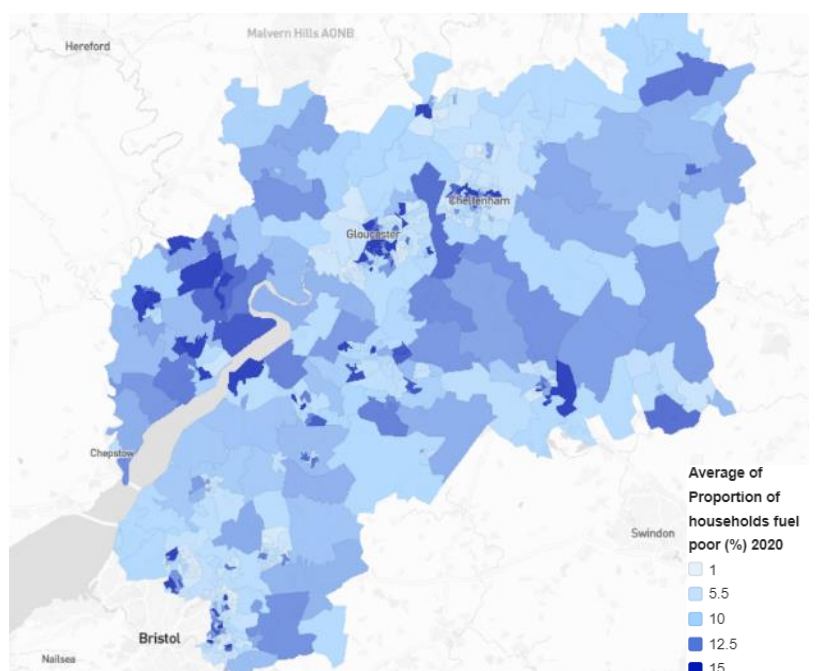 Hereford
Malvern Hills AONB
Cheltenham
Gloucester
Chepstow
Swindon
Bristol
Nailsea
Average of
Proportion of
households fuel
poor (%) 2020
1
5.5
10
12.5
15